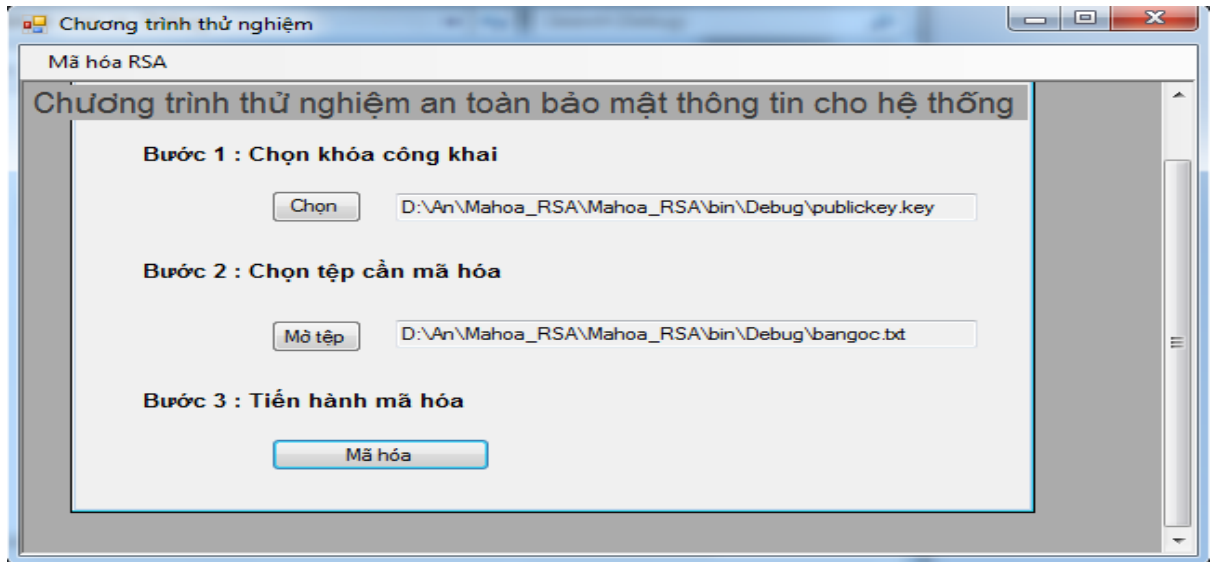 Chương trình thử nghiệm
Mã hóa RSA
Chương trình thử nghiệm an toàn bảo mật thông tin cho hệ thống
Bước 1 : Chọn khóa công khai
Chọn D:\An\Mahoa_RSA\Mahoa_RSA\bin\Debug\publickey.key
Bước 2 : Chọn tệp cần mã hóa
Mở tệp D:\An\Mahoa_RSA\Mahoa_RSA\bin\Debug\bangoc.txt
Bước 3 : Tiến hành mã hóa
Mã hóa